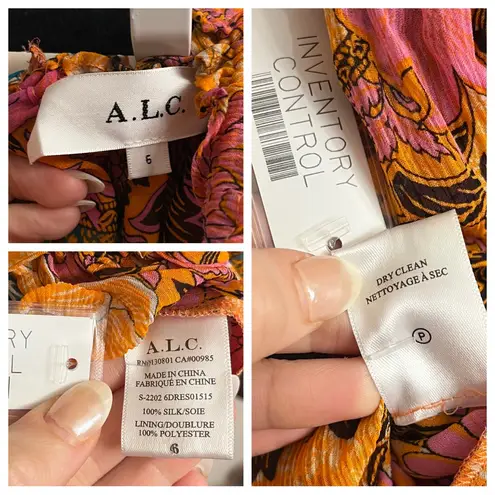 A.L.C.
6
INVENTORY
CONTROL
DRY CLEAN
NETTOYAGE À SEC
P
RY
OL
A.L.C.
RN#130801 CA#00985
MADE IN CHINA
FABRIQUÉ EN CHINE
S-2202 6DRES01515
100% SILK/SOIE
LINING/DOUBLURE
100% POLYESTER
6